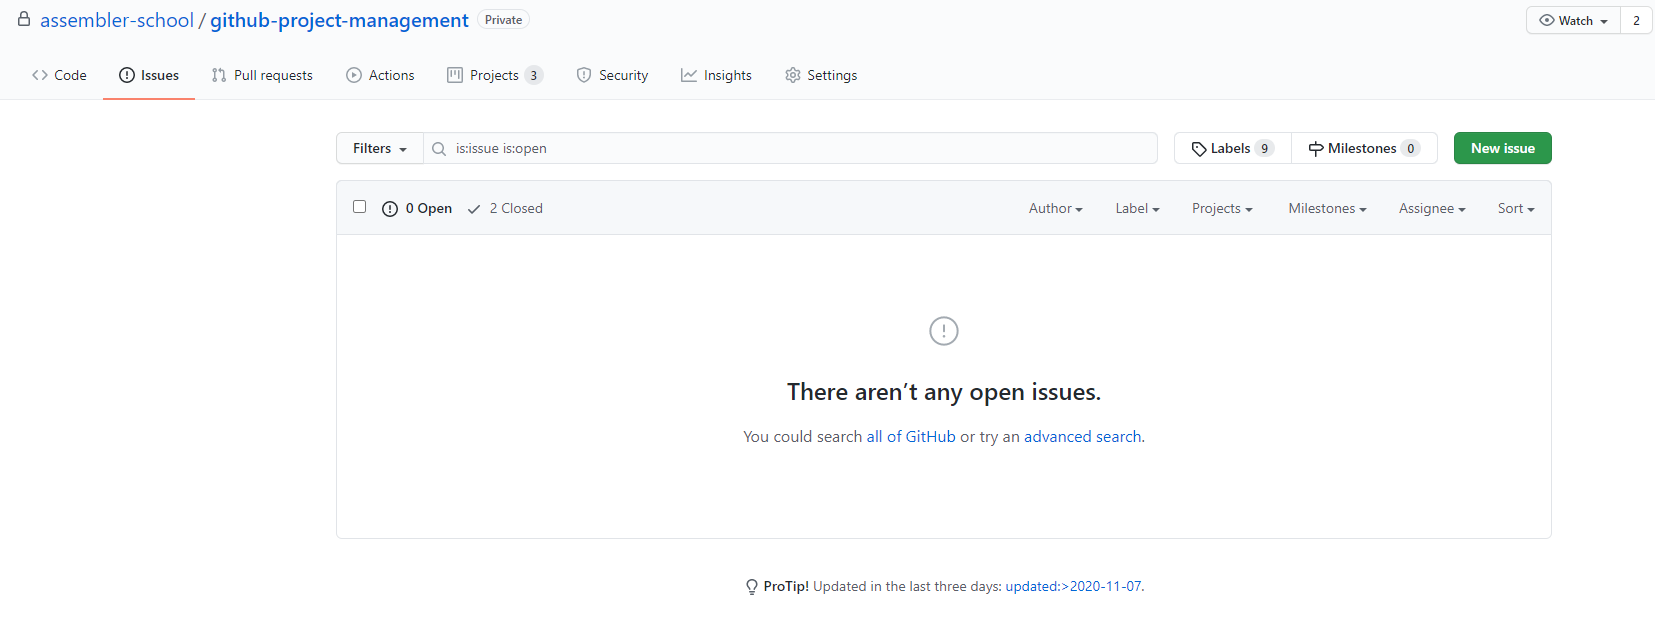 assembler-school / github-project-management Private Watch 2
Code Issues Pull requests Actions Projects 3 Security Insights Settings
Filters is:issue is:open Labels 9 Milestones 0 New issue
0 Open 2 Closed Author Label Projects Milestones Assignee Sort
There aren’t any open issues.
You could search all of GitHub or try an advanced search.
ProTip! Updated in the last three days: updated:>2020-11-07.